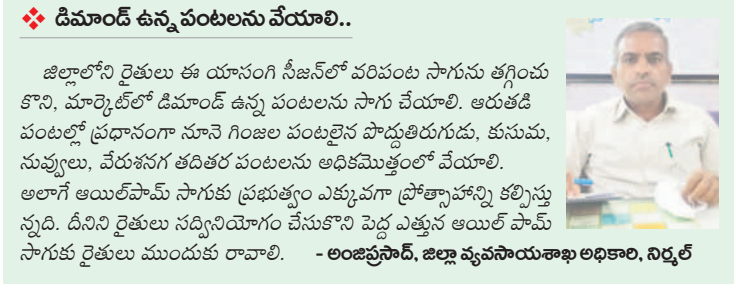 ❖ డిమాండ్ ఉన్న పంటలను వేయాలి..
జిల్లాలోని రైతులు ఈ యాసంగి సీజన్‌లో వరిపంట సాగును తగ్గించు
కొని, మార్కెట్‌లో డిమాండ్ ఉన్న పంటలను సాగు చేయాలి. ఆరుతడి
పంటల్లో ప్రధానంగా నూనె గింజల పంటలైన పొద్దుతిరుగుడు, కుసుమ,
నువ్వులు, వేరుశనగ తదితర పంటలను అధికమొత్తంలో వేయాలి.
అలాగే ఆయిల్‌పామ్ సాగుకు ప్రభుత్వం ఎక్కువగా ప్రోత్సాహాన్ని కల్పిస్తు
న్నది. దీనిని రైతులు సద్వినియోగం చేసుకొని పెద్ద ఎత్తున ఆయిల్ పామ్
సాగుకు రైతులు ముందుకు రావాలి. - అంజిప్రసాద్, జిల్లా వ్యవసాయశాఖ అధికారి, నిర్మల్